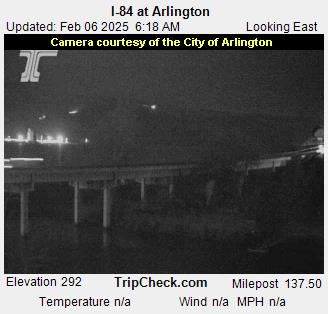 I-84 at Arlington
Updated: Feb 06 2025 6:18 AM Looking East
Camera courtesy of the City of Arlington
Elevation 292 TripCheck.com Milepost 137.50
Temperature n/a Wind n/a MPH n/a